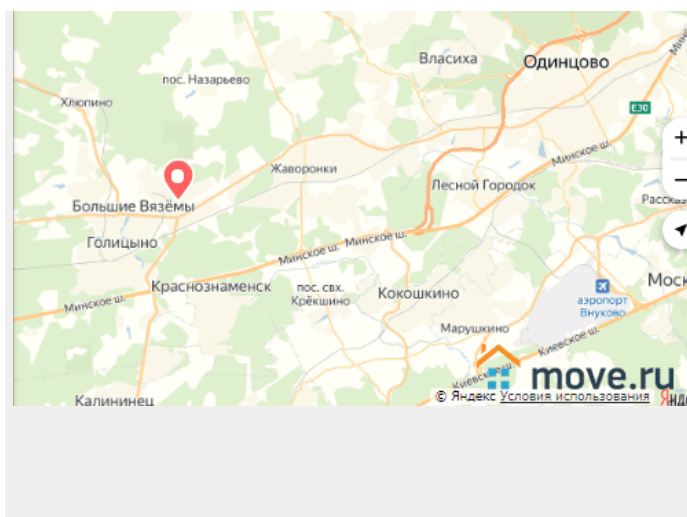 Власиха
Одинцово
пос. Назарьево
Хлюпино
E30
Минское ш.
Жаворонки
Лесной Городок
Большие Вязёмы
Голицыно
Минское ш.
Минское ш.
Краснознаменск
пос. свх.
Крёкшино
Кокошкино
Минское ш.
аэропорт
Внуково
Марушкино
Киевское ш.
move.ru
© Яндекс Условия использования
Калининец